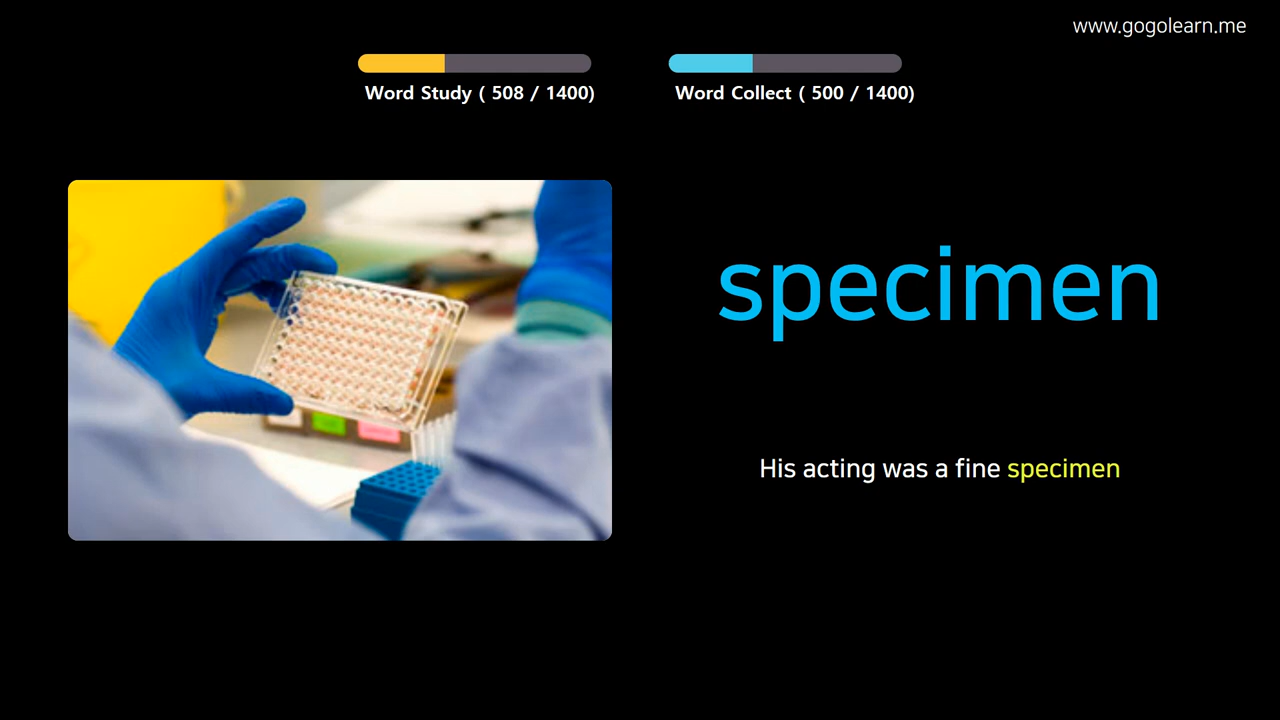 www.gogolearn.me
Word Study ( 508 / 1400)
Word Collect ( 500 / 1400)
specimen
His acting was a fine specimen